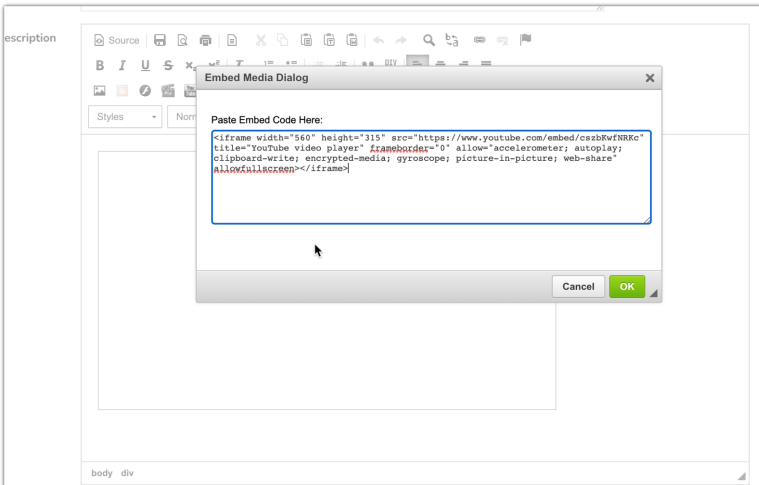 escription
Source
B I U S
Embed Media Dialog
Styles
Paste Embed Code Here:
<iframe width="560" height="315" src="https://www.youtube.com/embed/cszbKwfNRKc"
title="YouTube video player" frameborder="0" allow="accelerometer; autoplay;
clipboard-write; encrypted-media; gyroscope; picture-in-picture; web-share"
allowfullscreen></iframe>
Cancel OK
body div